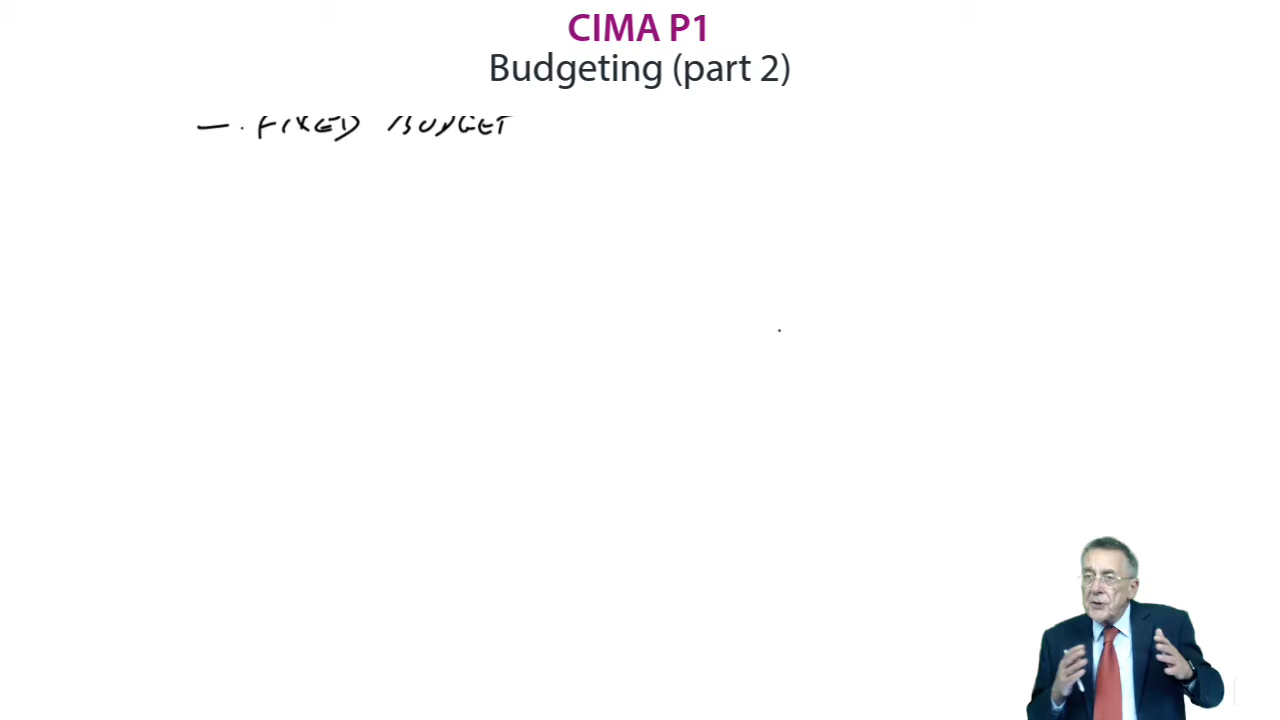 CIMA P1
Budgeting (part 2)
— . FIXED BUDGET